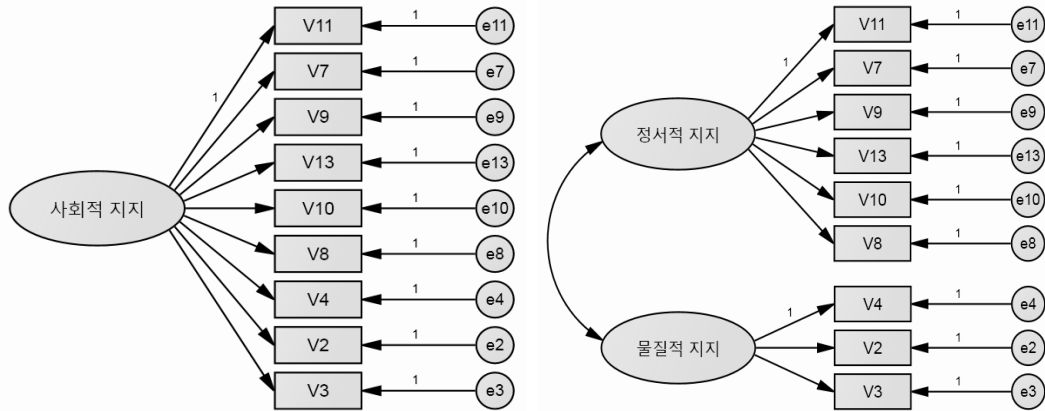 V11 1 e11
V7 1 e7
1 V9 1 e9
V13 1 e13
사회적 지지 V10 1 e10
V8 1 e8
V4 1 e4
V2 1 e2
V3 1 e3
V11 1 e11
1 V7 1 e7
V9 1 e9
정서적 지지
V13 1 e13
V10 1 e10
V8 1 e8
1 V4 1 e4
물질적 지지 V2 1 e2
V3 1 e3